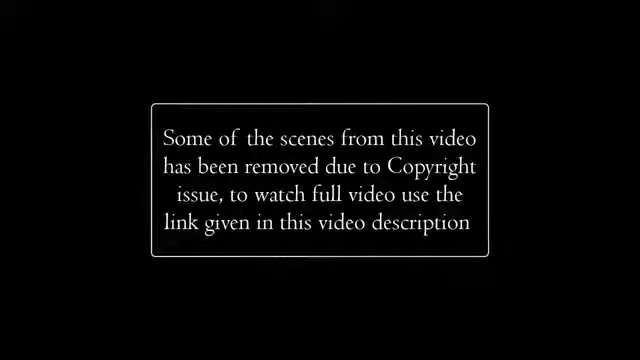 Some of the scenes from this video
has been removed due to Copyright
issue, to watch full video use the
link given in this video description